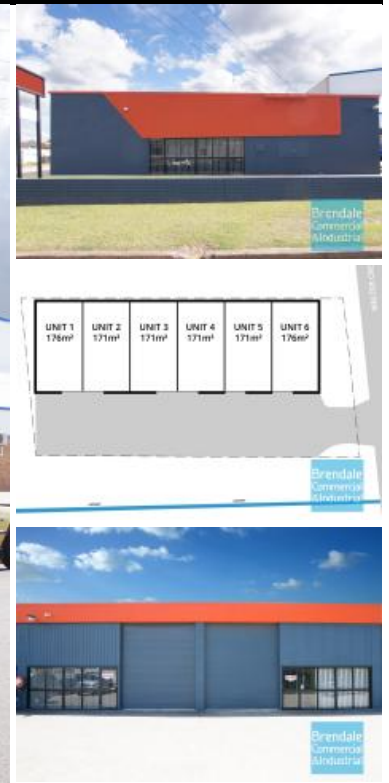 Brendale
Commercial
&Industrial
UNIT 1
176m²
UNIT 2
171m²
UNIT 3
171m²
UNIT 4
171m²
UNIT 5
171m²
UNIT 6
176m²
Brendale
Commercial
&Industrial
Brendale
Commercial
&Industrial